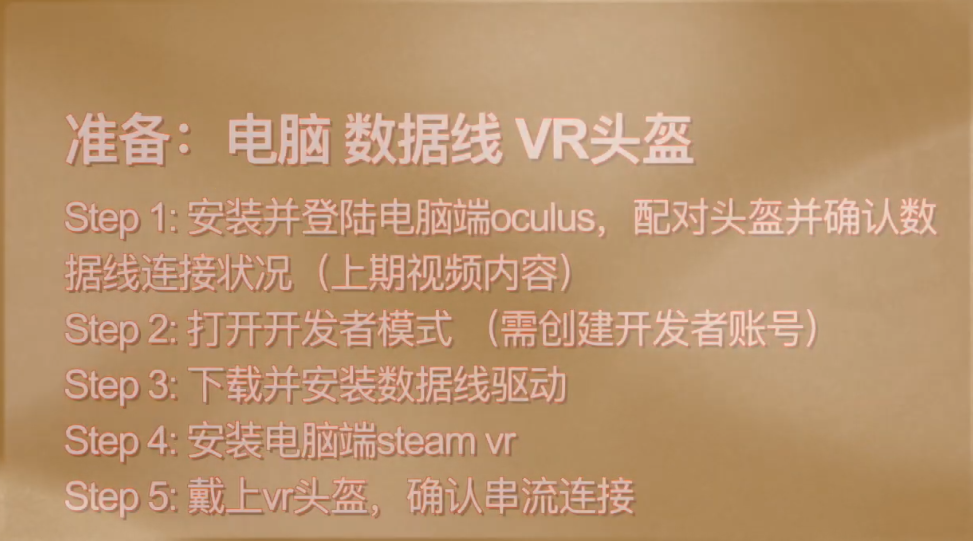 准备：电脑 数据线 VR头盔
Step 1: 安装并登陆电脑端oculus，配对头盔并确认数
据线连接状况（上期视频内容）
Step 2: 打开开发者模式 （需创建开发者账号）
Step 3: 下载并安装数据线驱动
Step 4: 安装电脑端steam vr
Step 5: 戴上vr头盔，确认串流连接